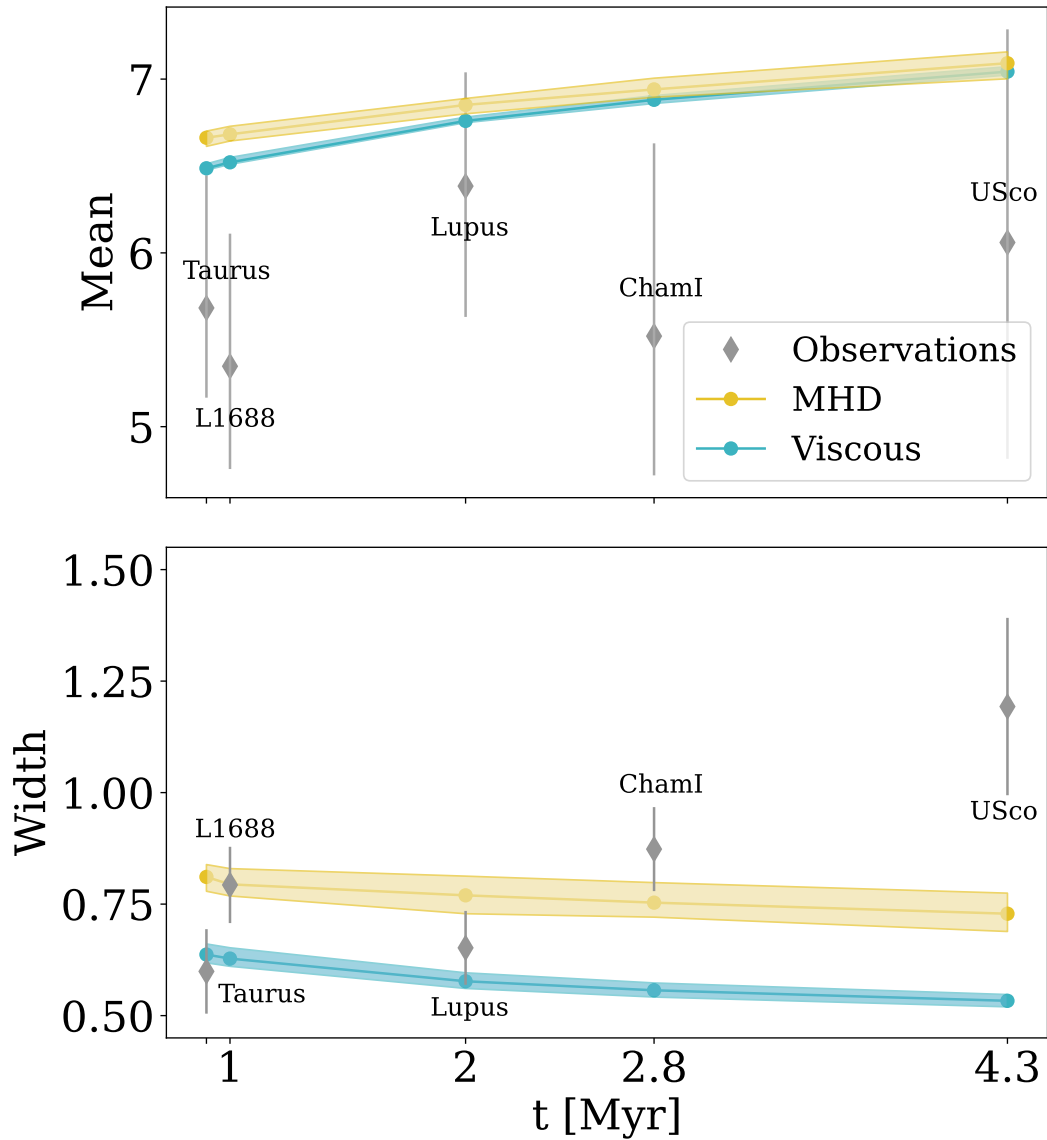 7
6
5
Mean
Taurus
L1688
Lupus
ChamI
USco
Observations
MHD
Viscous
1.50
1.25
1.00
0.75
0.50
Width
L1688
Taurus
Lupus
ChamI
USco
1 2 2.8 4.3
t [Myr]